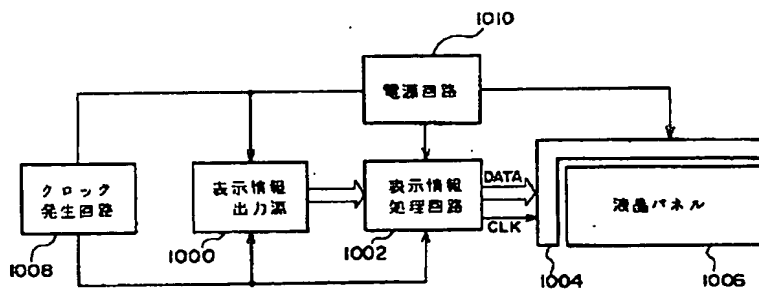 1010
電源回路
クロック
発生回路
1008
表示情報
出力源
1000
表示情報
処理回路
1002
DATA
CLK
液晶パネル
1004
1006